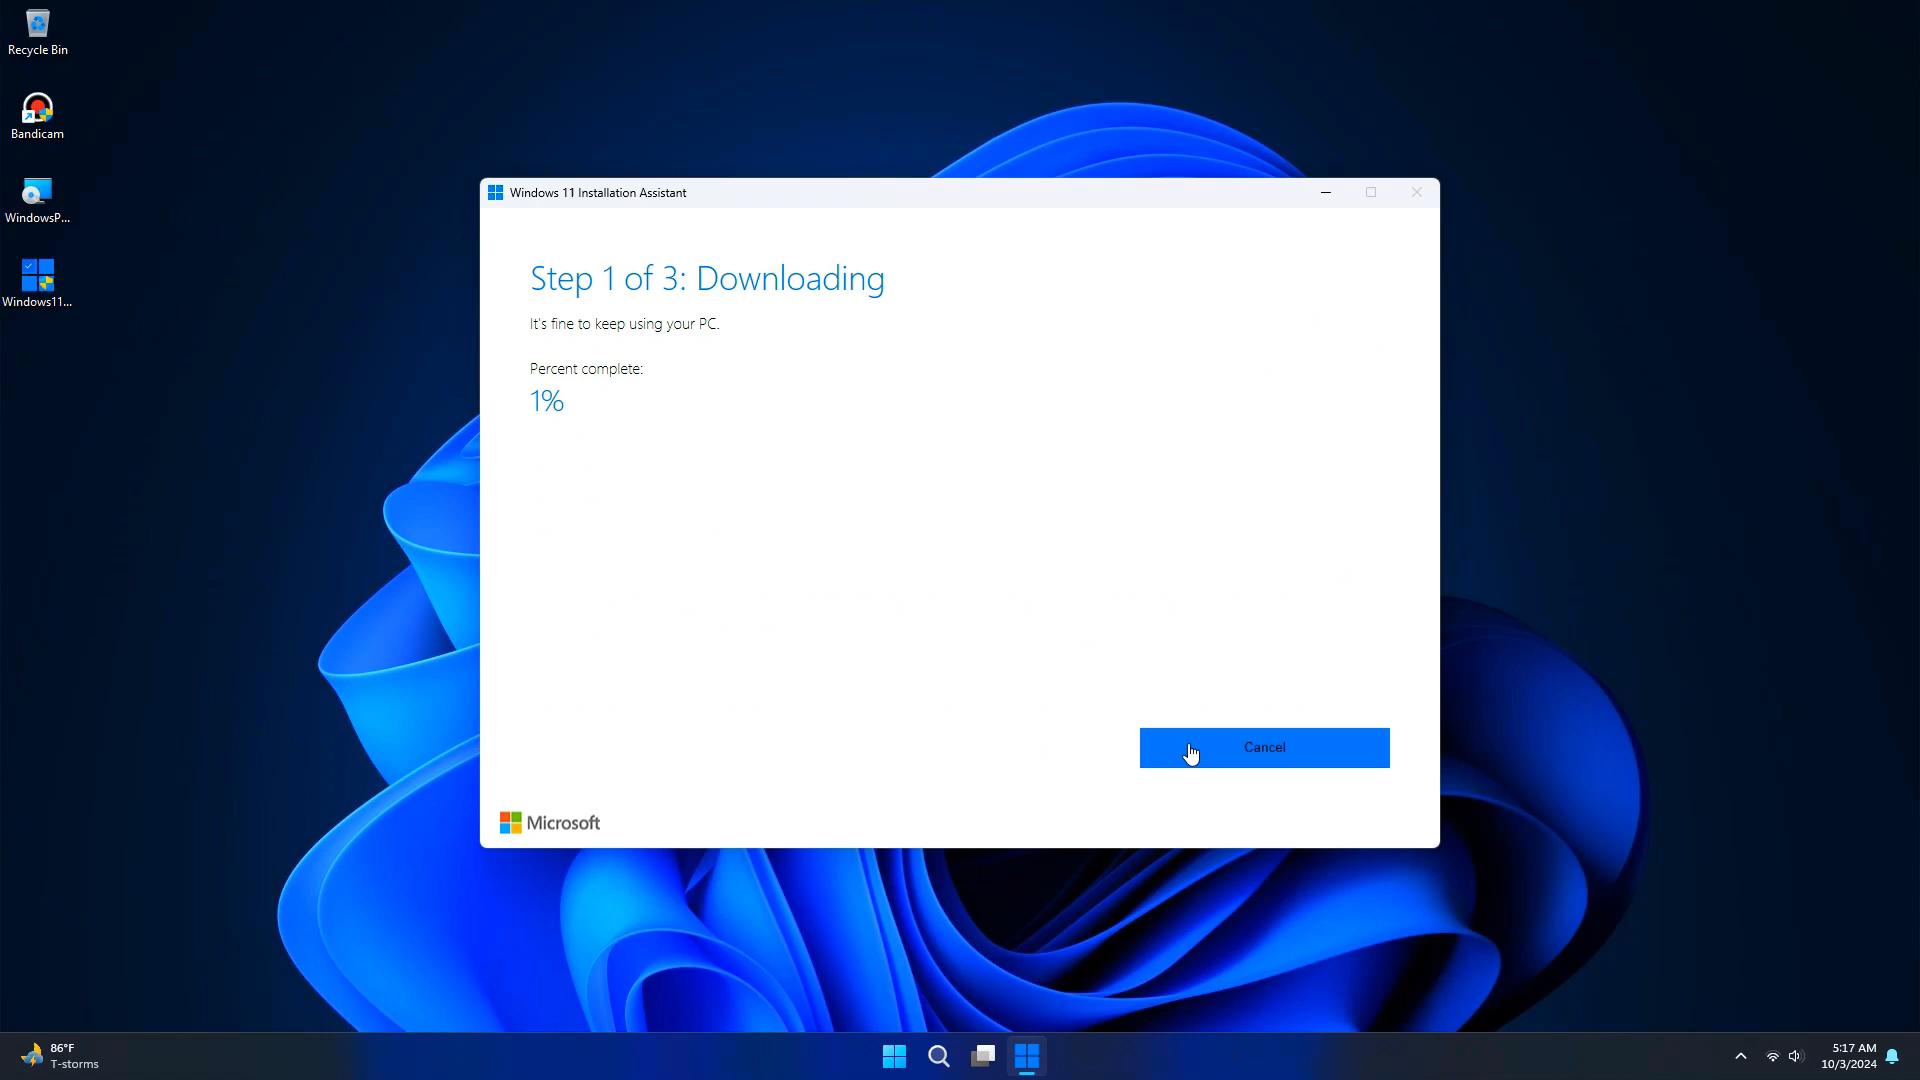 Recycle Bin
Bandicam
WindowsP...
Windows11...
Windows 11 Installation Assistant
Step 1 of 3: Downloading
It's fine to keep using your PC.
Percent complete:
1%
Cancel
Microsoft
86°F
T-storms
5:17 AM
10/3/2024